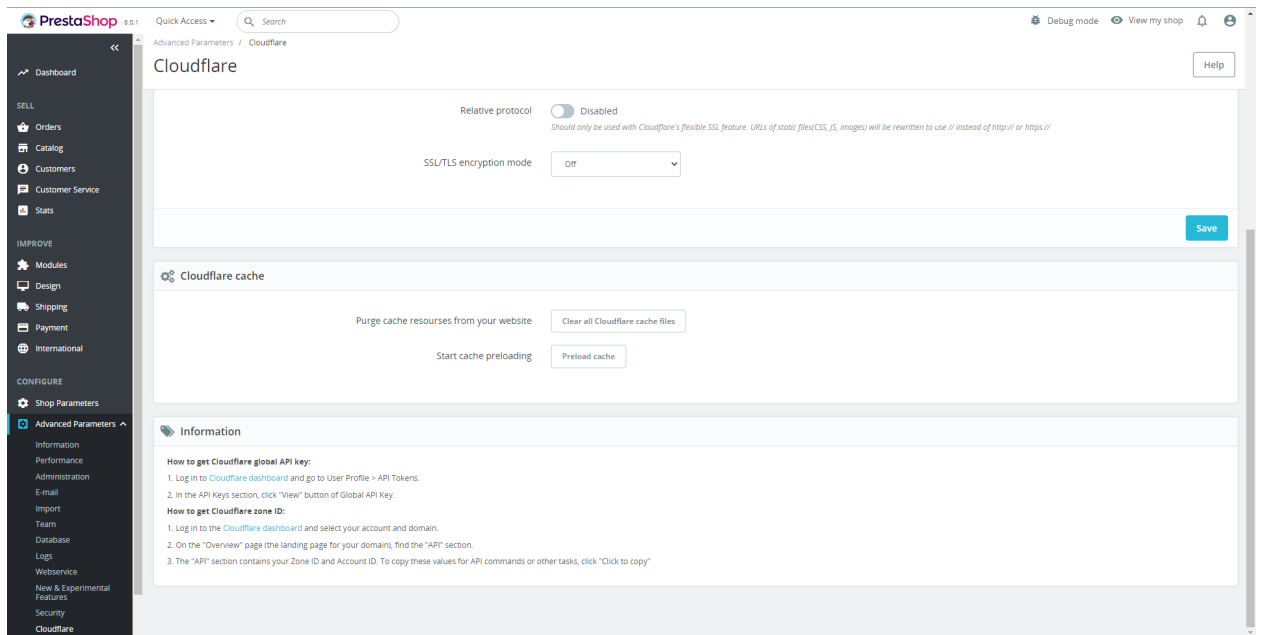 PrestaShop 8.0.1
Quick Access
Search
Debug mode
View my shop
Advanced Parameters / Cloudflare
Cloudflare
Help
Dashboard
SELL
Orders
Catalog
Customers
Customer Service
Stats
IMPROVE
Modules
Design
Shipping
Payment
International
CONFIGURE
Shop Parameters
Advanced Parameters
Information
Performance
Administration
E-mail
Import
Team
Database
Logs
Webservice
New & Experimental
Features
Security
Cloudflare
Relative protocol
Disabled
Should only be used with Cloudflare's flexible SSL feature. URLs of static files(CSS, JS, images) will be rewritten to use // instead of http:// or https://
SSL/TLS encryption mode
Off
Save
Cloudflare cache
Purge cache resourses from your website
Clear all Cloudflare cache files
Start cache preloading
Preload cache
Information
How to get Cloudflare global API key:
1. Log in to Cloudflare dashboard and go to User Profile > API Tokens.
2. In the API Keys section, click "View" button of Global API Key.
How to get Cloudflare zone ID:
1. Log in to the Cloudflare dashboard and select your account and domain.
2. On the "Overview" page (the landing page for your domain), find the "API" section.
3. The "API" section contains your Zone ID and Account ID. To copy these values for API commands or other tasks, click "Click to copy"